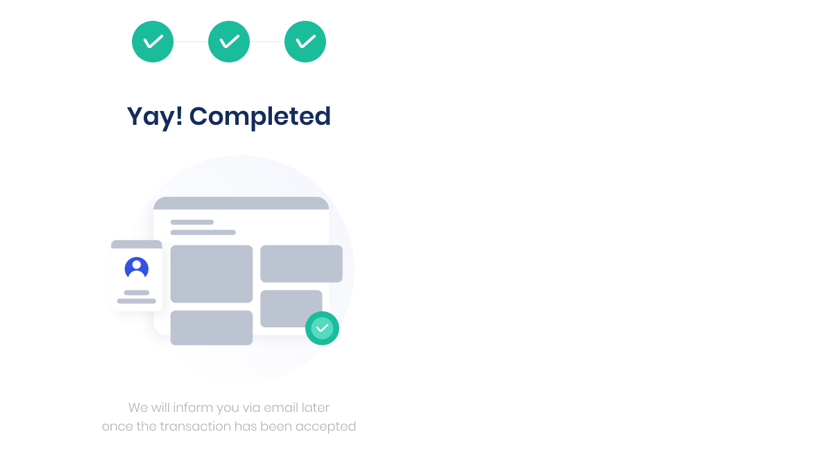 Yay! Completed
We will inform you via email later
once the transaction has been accepted